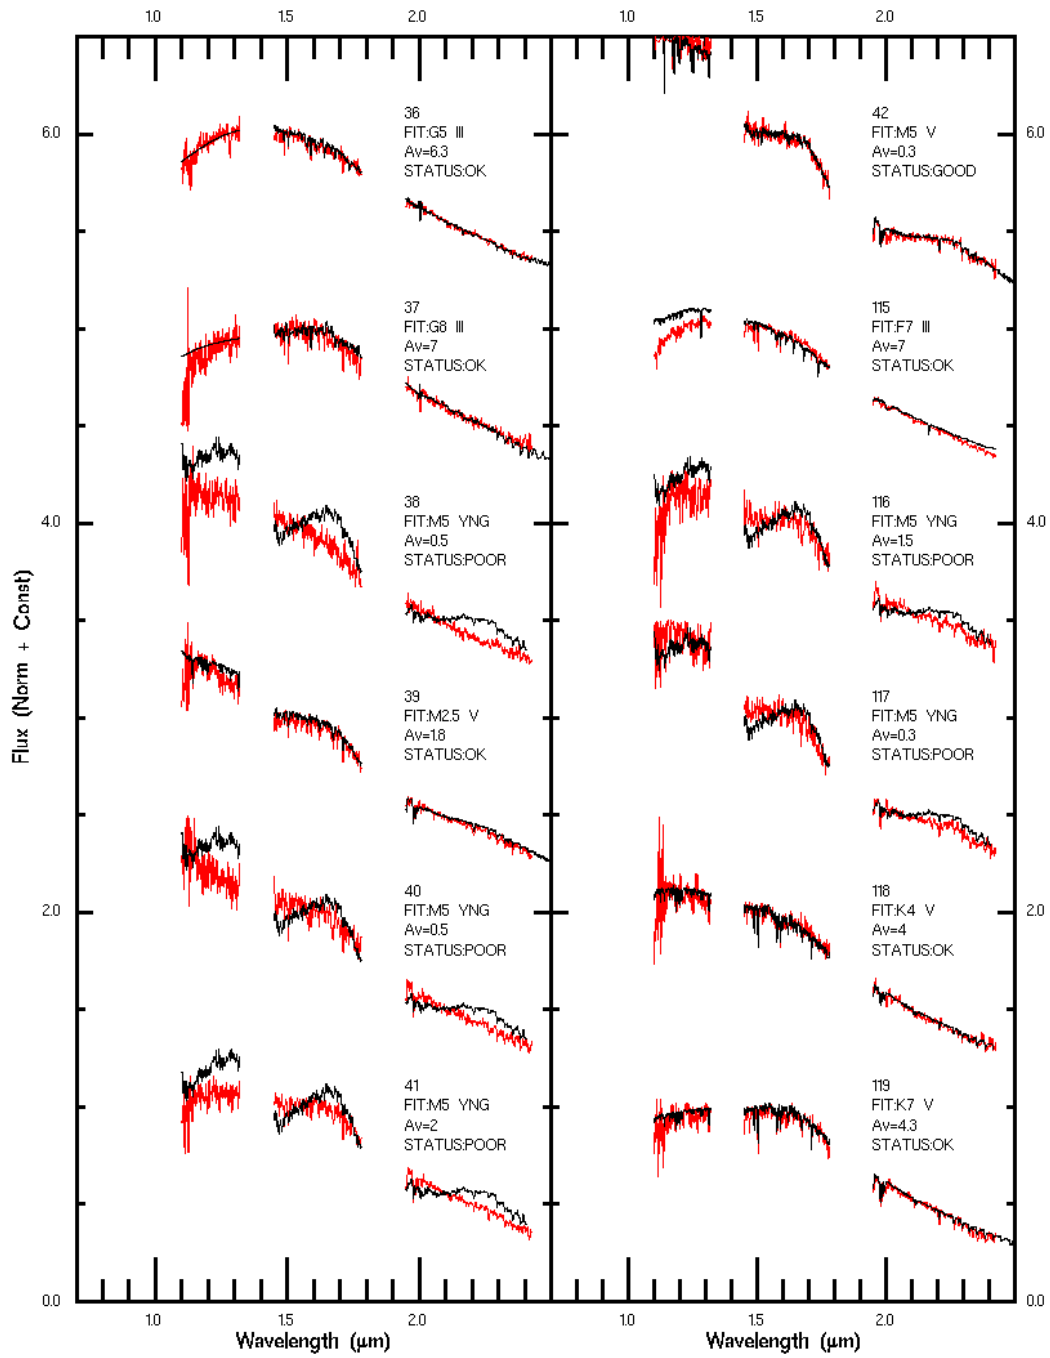 1.0 1.5 2.0 1.0 1.5 2.0
6.0
36
FIT:G5 III
Av=6.3
STATUS:OK
37
FIT:G8 III
Av=7
STATUS:OK
4.0
38
FIT:M5 YNG
Av=0.5
STATUS:POOR
39
FIT:M2.5 V
Av=1.8
STATUS:OK
2.0
40
FIT:M5 YNG
Av=0.5
STATUS:POOR
41
FIT:M5 YNG
Av=2
STATUS:POOR
0.0
Flux (Norm + Const)
42
FIT:M5 V
Av=0.3
STATUS:GOOD
6.0
115
FIT:F7 III
Av=7
STATUS:OK
116
FIT:M5 YNG
Av=1.5
STATUS:POOR
4.0
117
FIT:M5 YNG
Av=0.3
STATUS:POOR
118
FIT:K4 V
Av=4
STATUS:OK
2.0
119
FIT:K7 V
Av=4.3
STATUS:OK
0.0
1.0 1.5 2.0 1.0 1.5 2.0
Wavelength (μm) Wavelength (μm)